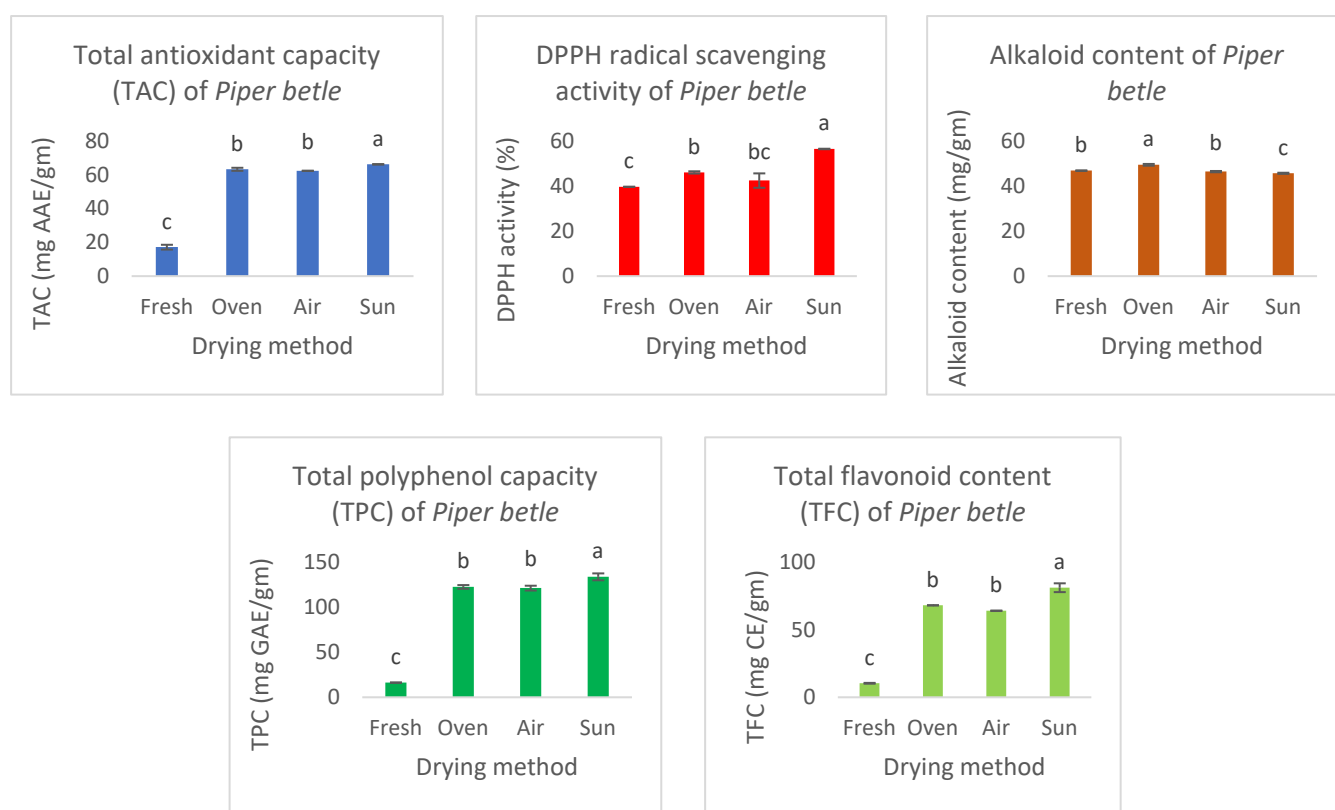 Total antioxidant capacity
(TAC) of Piper betle
TAC (mg AAE/gm)
80
60
40
20
0
c
b
b
a
Fresh Oven Air Sun
Drying method
DPPH radical scavenging
activity of Piper betle
DPPH activity (%)
60
40
20
0
c
b
bc
a
Fresh Oven Air Sun
Drying method
Alkaloid content of Piper
betle
Alkaloid content (mg/gm)
60
40
20
0
b
a
b
c
Fresh Oven Air Sun
Drying method
Total polyphenol capacity
(TPC) of Piper betle
TPC (mg GAE/gm)
150
100
50
0
c
b
b
a
Fresh Oven Air Sun
Drying method
Total flavonoid content
(TFC) of Piper betle
TFC (mg CE/gm)
100
50
0
c
b
b
a
Fresh Oven Air Sun
Drying method